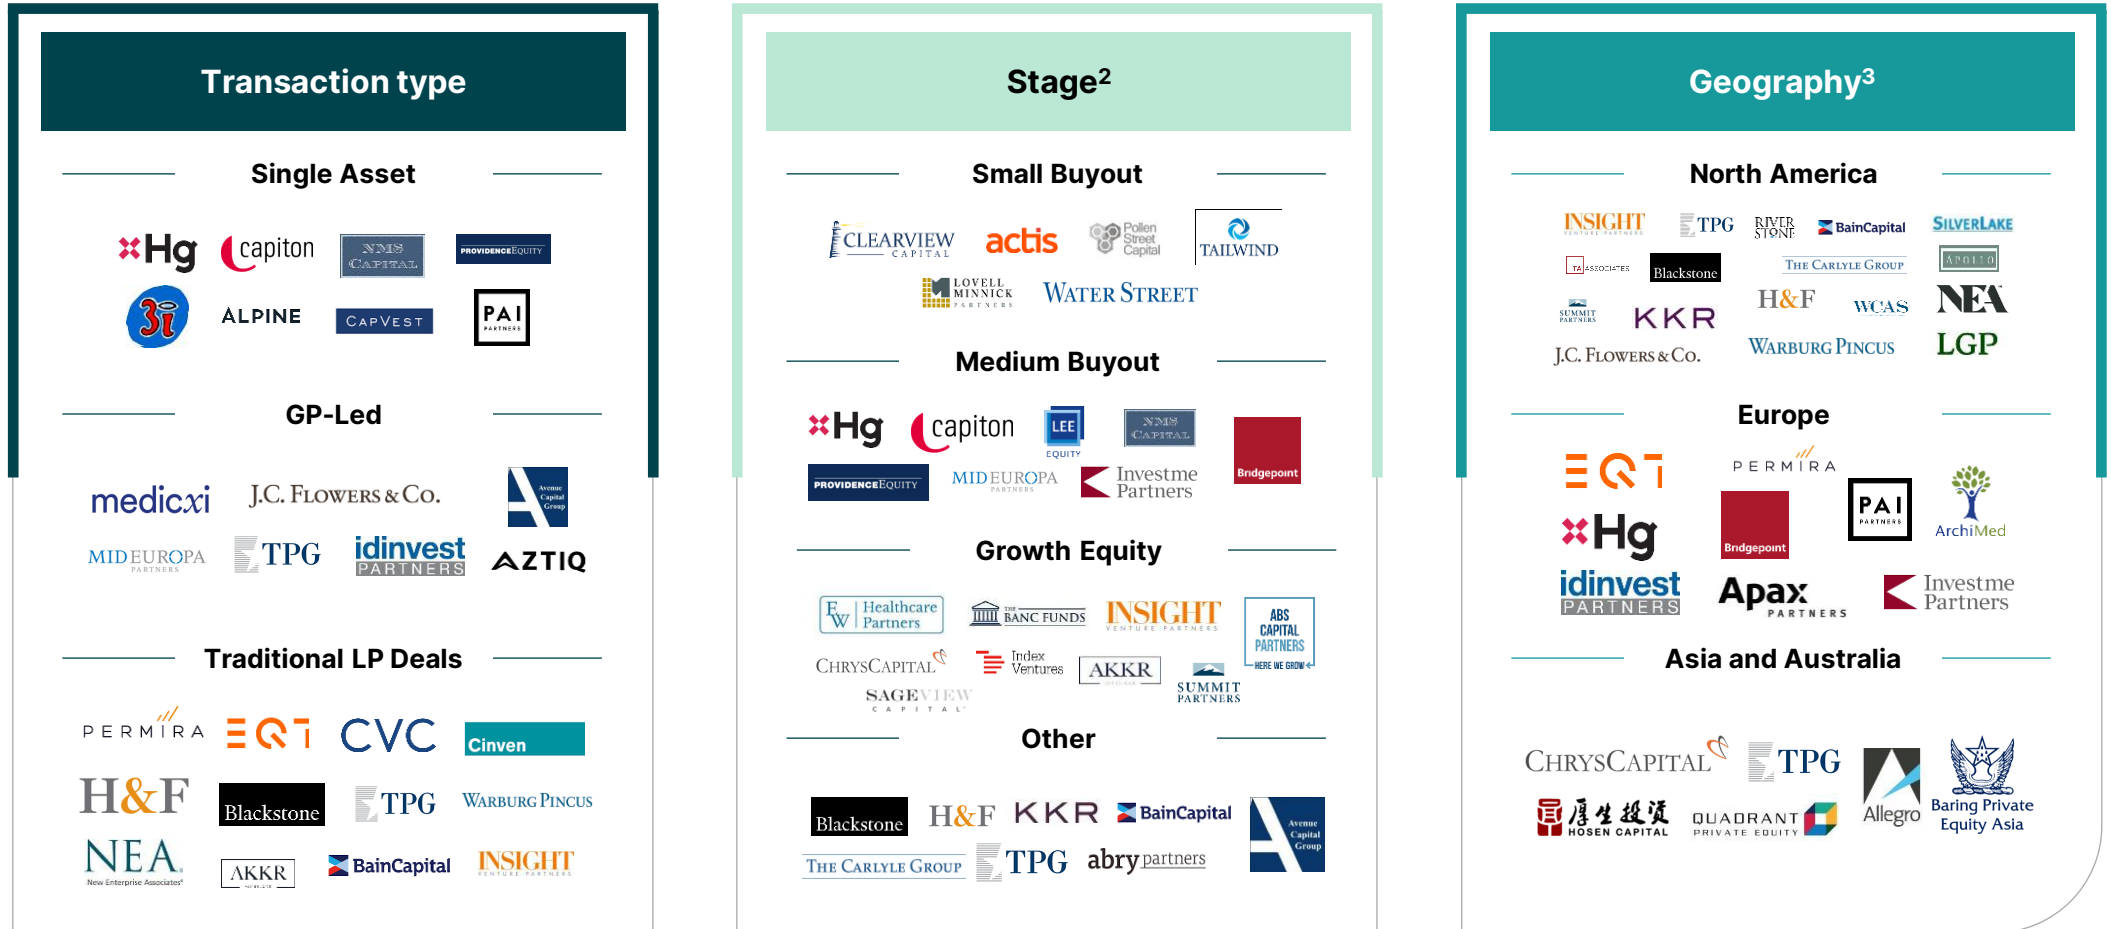 Transaction type
Single Asset
Hg
capiton
NMS
CAPITAL
PROVIDENCEEQUITY
3i
ALPINE
CAPVEST
PAI
PARTNERS
GP-Led
medicxi
J.C. FLOWERS & CO.
Avenue
Capital
Group
MIDEUROPA
PARTNERS
TPG
idinvest
PARTNERS
AZTIQ
Traditional LP Deals
PERMIRA
EQT
CVC
Cinven
H&F
Blackstone
TPG
WARBURG PINCUS
NEA
New Enterprise Associates
AKKR
BainCapital
INSIGHT
VENTURE PARTNERS
Stage²
Small Buyout
CLEARVIEW
CAPITAL
actis
Pollen
Street
Capital
TAILWIND
LOVELL
MINNICK
PARTNERS
WATER STREET
Medium Buyout
Hg
capiton
LEE
EQUITY
NMS
CAPITAL
Bridgepoint
PROVIDENCEEQUITY
MIDEUROPA
PARTNERS
Investme
Partners
Growth Equity
EW
Healthcare
Partners
THE
BANC FUNDS
INSIGHT
VENTURE PARTNERS
ABS
CAPITAL
PARTNERS
HERE WE GROW
CHRYSCAPITAL
Index
Ventures
AKKR
SUMMIT
PARTNERS
SAGEVIEW
CAPITAL
Other
Blackstone
H&F
KKR
BainCapital
Avenue
Capital
Group
THE CARLYLE GROUP
TPG
abry partners
Geography³
North America
INSIGHT
VENTURE PARTNERS
TPG
RIVER
STONE
BainCapital
SILVERLAKE
TA ASSOCIATES
Blackstone
THE CARLYLE GROUP
APOLLO
SUMMIT
PARTNERS
KKR
H&F
WCAS
NEA
J.C. FLOWERS & CO.
WARBURG PINCUS
LGP
Europe
EQT
PERMIRA
PAI
PARTNERS
ArchiMed
Hg
Bridgepoint
idinvest
PARTNERS
Apax
PARTNERS
Investme
Partners
Asia and Australia
CHRYSCAPITAL
TPG
Allegro
Baring Private
Equity Asia
厚生投资
HOSEN CAPITAL
QUADRANT
PRIVATE EQUITY